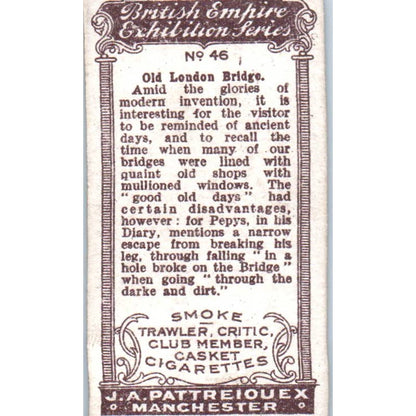 British Empire
Exhibition Series
No 46
Old London Bridge.
Amid the glories of
modern invention, it is
interesting for the visitor
to be reminded of ancient
days, and to recall the
time when many of our
bridges were lined with
quaint old shops with
mullioned windows. The
"good old days" had
certain disadvantages,
however: for Pepys, in his
Diary, mentions a narrow
escape from breaking his
leg, through falling "in
a hole broke on the Bridge"
when going "through the
darke and dirt."
SMOKE
TRAWLER, CRITIC,
CLUB MEMBER,
CASKET
CIGARETTES
J. A. PATTREIOUEX
MANCHESTER